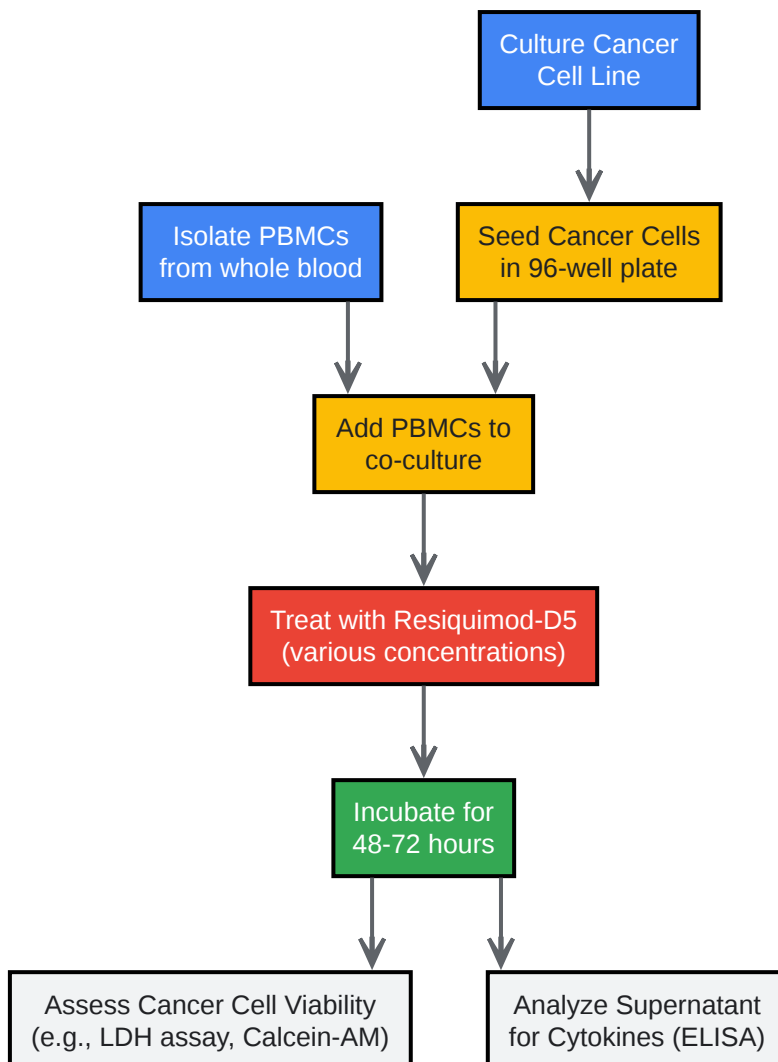 Culture Cancer
Cell Line
Isolate PBMCs
from whole blood
Seed Cancer Cells
in 96-well plate
Add PBMCs to
co-culture
Treat with Resiquimod-D5
(various concentrations)
Incubate for
48-72 hours
Assess Cancer Cell Viability
(e.g., LDH assay, Calcein-AM)
Analyze Supernatant
for Cytokines (ELISA)